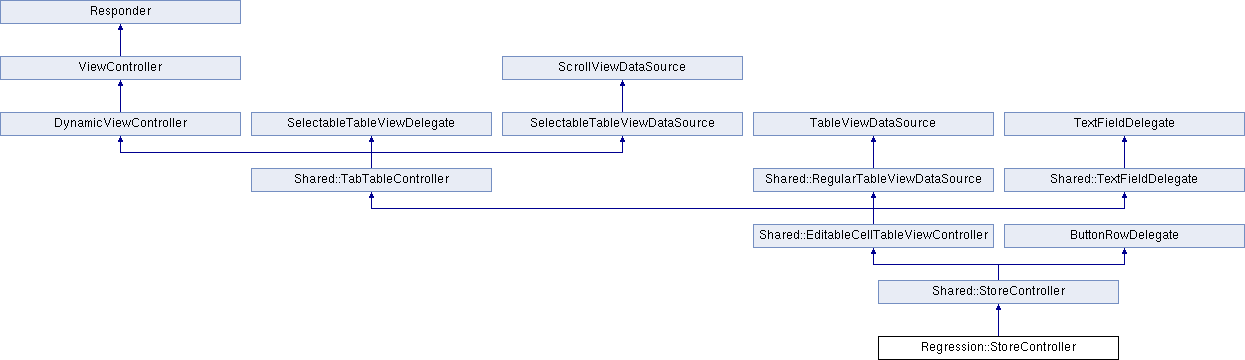 Responder
ViewController
ScrollViewDataSource
DynamicViewController
SelectableTableViewDelegate
SelectableTableViewDataSource
TableViewDataSource
TextFieldDelegate
Shared::TabTableController
Shared::RegularTableViewDataSource
Shared::TextFieldDelegate
Shared::EditableCellTableViewController
ButtonRowDelegate
Shared::StoreController
Regression::StoreController